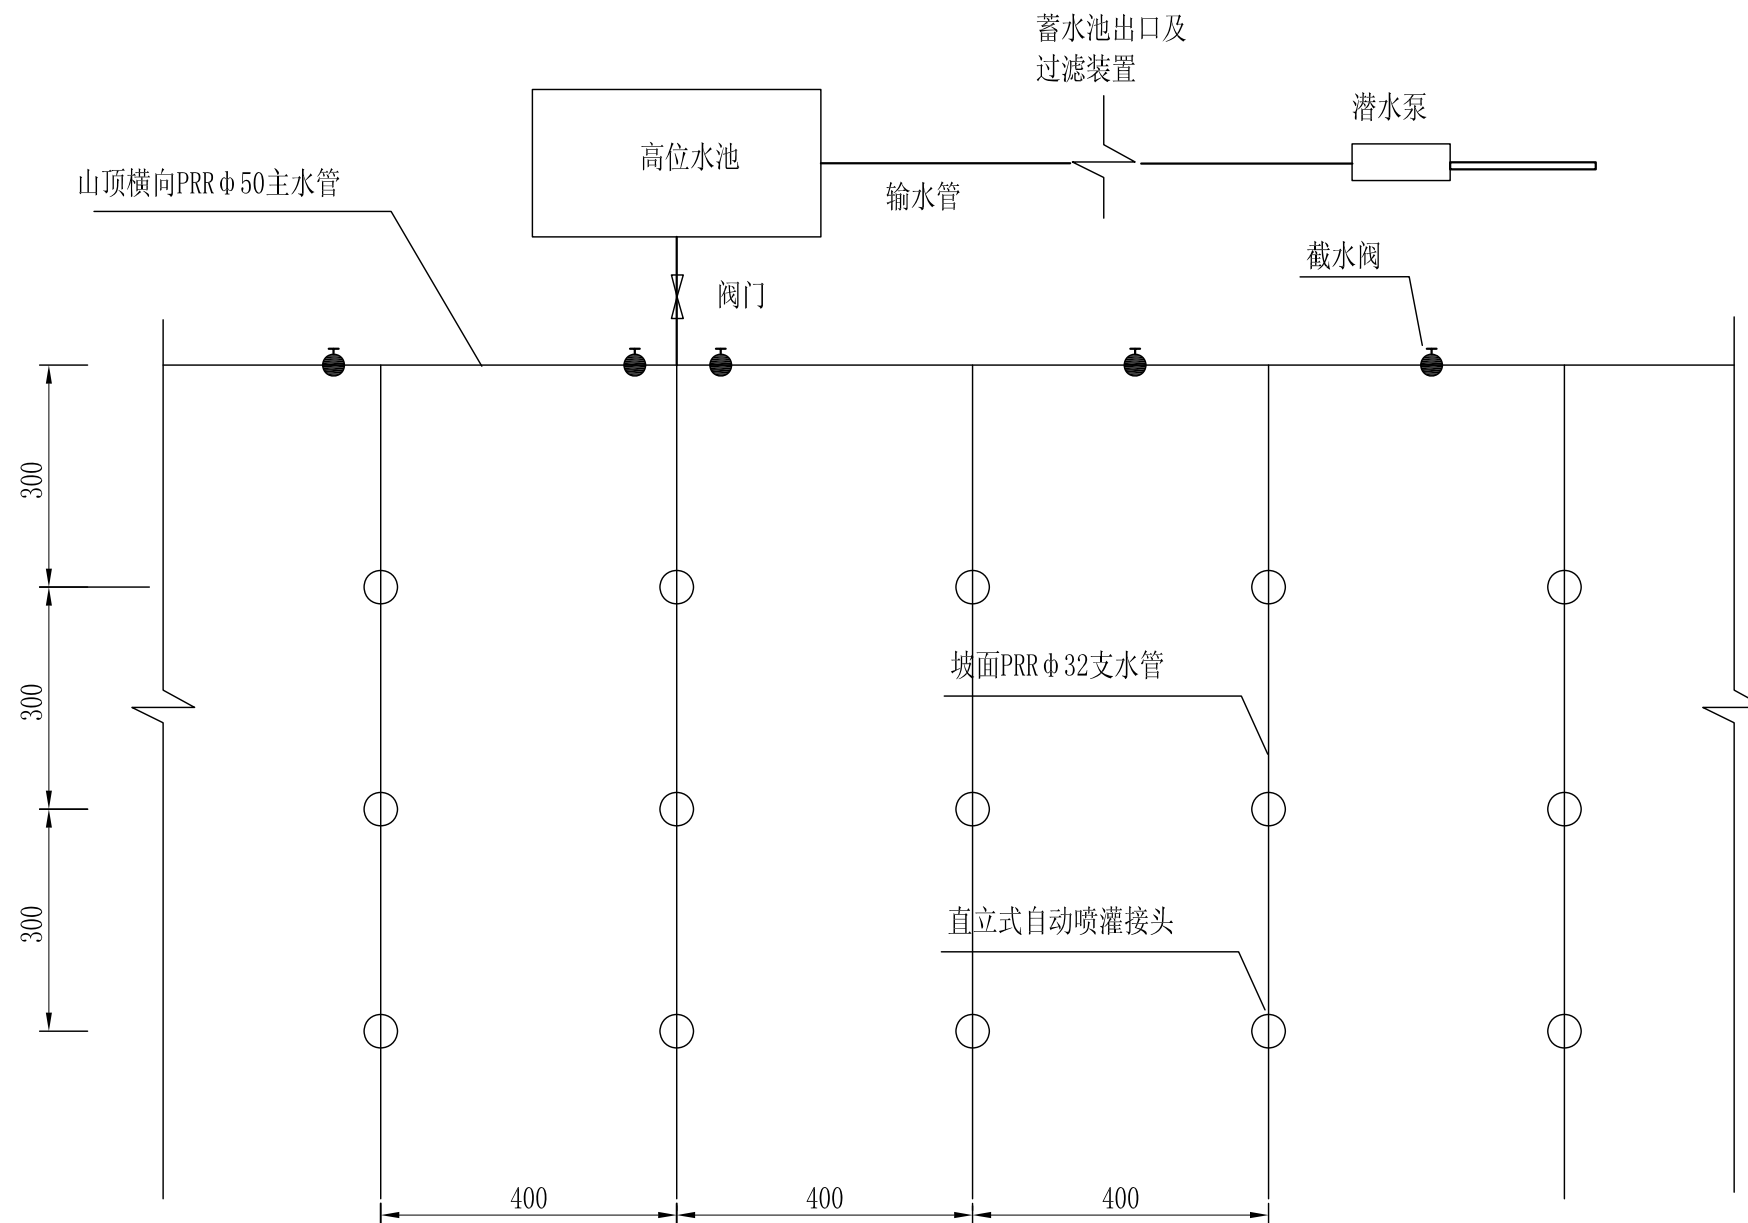 蓄水池出口及
过滤装置
潜水泵
高位水池
山顶横向PRRφ50主水管
输水管
截水阀
阀门
300
坡面PRRφ32支水管
300
直立式自动喷灌接头
300
400
400
400